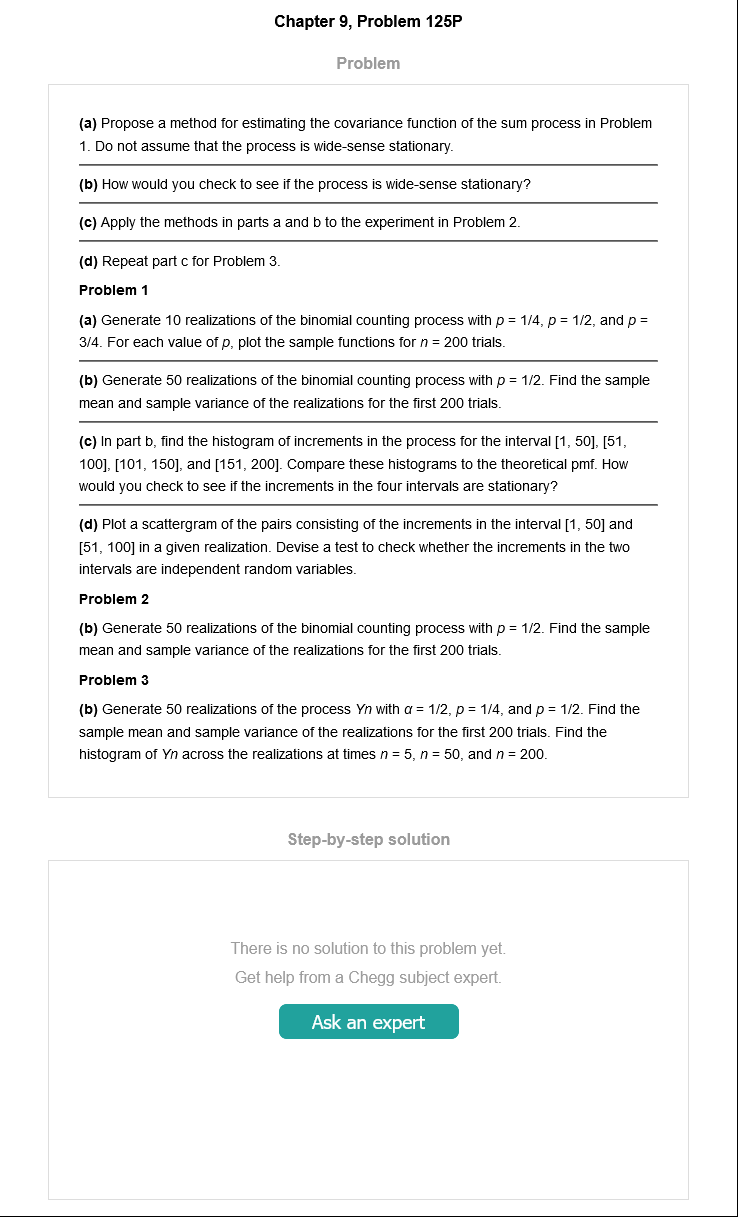 Chapter 9, Problem 125P
Problem
(a) Propose a method for estimating the covariance function of the sum process in Problem
1. Do not assume that the process is wide-sense stationary.
(b) How would you check to see if the process is wide-sense stationary?
(c) Apply the methods in parts a and b to the experiment in Problem 2.
(d) Repeat part c for Problem 3.
Problem 1
(a) Generate 10 realizations of the binomial counting process with p = 1/4, p = 1/2, and p =
3/4. For each value of p, plot the sample functions for n = 200 trials.
(b) Generate 50 realizations of the binomial counting process with p = 1/2. Find the sample
mean and sample variance of the realizations for the first 200 trials.
(c) In part b, find the histogram of increments in the process for the interval [1, 50], [51,
100], [101, 150], and [151, 200]. Compare these histograms to the theoretical pmf. How
would you check to see if the increments in the four intervals are stationary?
(d) Plot a scattergram of the pairs consisting of the increments in the interval [1, 50] and
[51, 100] in a given realization. Devise a test to check whether the increments in the two
intervals are independent random variables.
Problem 2
(b) Generate 50 realizations of the binomial counting process with p = 1/2. Find the sample
mean and sample variance of the realizations for the first 200 trials.
Problem 3
(b) Generate 50 realizations of the process Yn with α = 1/2, p = 1/4, and p = 1/2. Find the
sample mean and sample variance of the realizations for the first 200 trials. Find the
histogram of Yn across the realizations at times n = 5, n = 50, and n = 200.
Step-by-step solution
There is no solution to this problem yet.
Get help from a Chegg subject expert.
Ask an expert